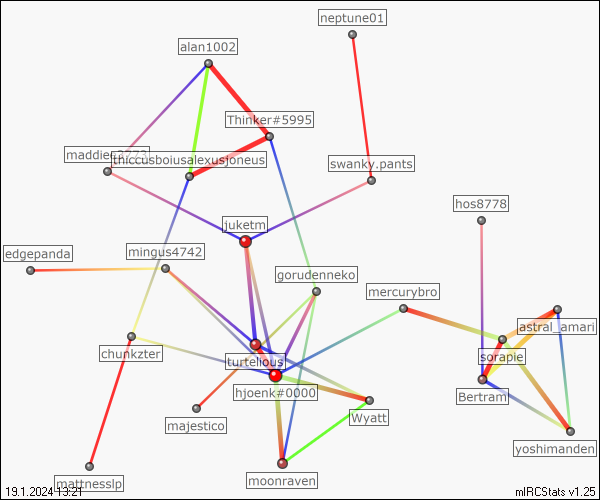 neptune01
alan1002
Thinker#5995
thiccusboiusalexusjoneus
swanky.pants
hos8778
juketm
edgepanda
mingus4742
gorudenneko
mercurybro
astral_amari
chunkzter
turtelious
sorapie
hjoenk#0000
Bertram
majestico
Wyatt
yoshimanden
mattnesslp
moonraven
19.1.2024 13:21
mIRCStats v1.25